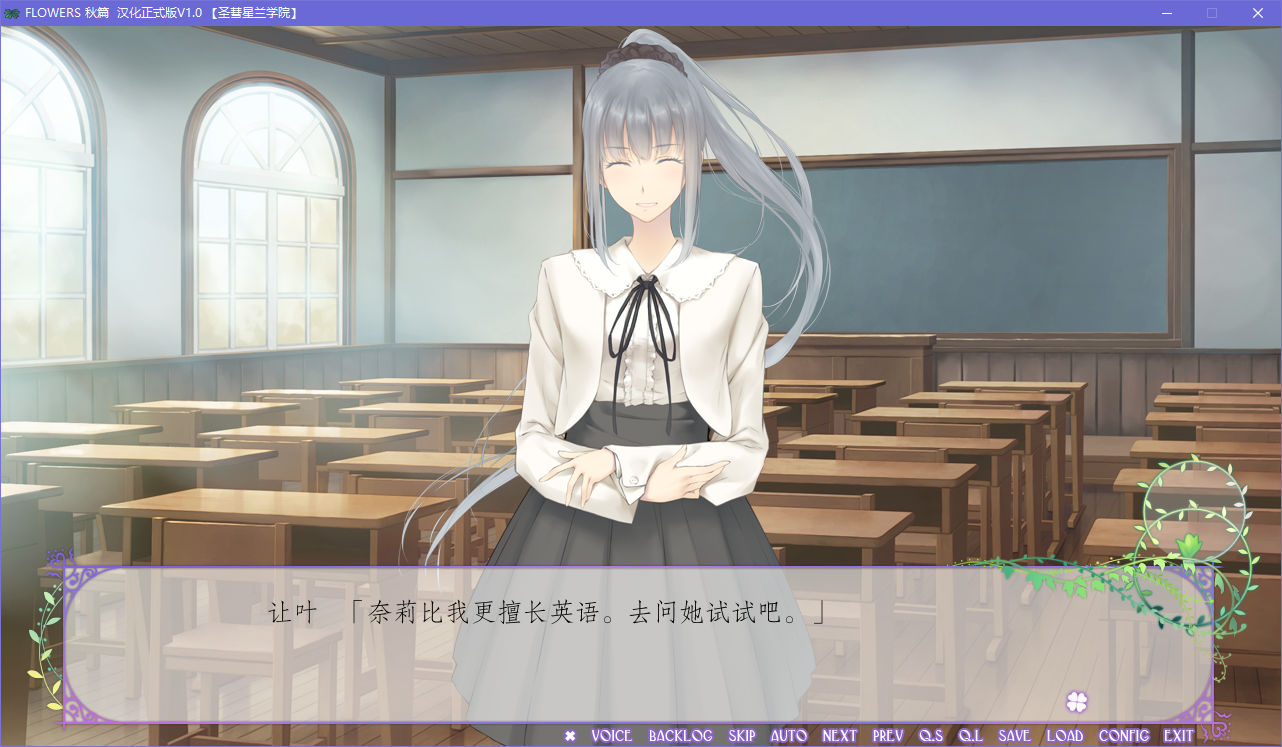 FLOWERS 秋篇 汉化正式版V1.0 【圣彗星兰学院】
让叶 「奈莉比我更擅长英语。去问她试试吧。」
✖ VOICE BACKLOG SKIP AUTO NEXT PREV Q.S Q.L SAVE LOAD CONFIG EXIT